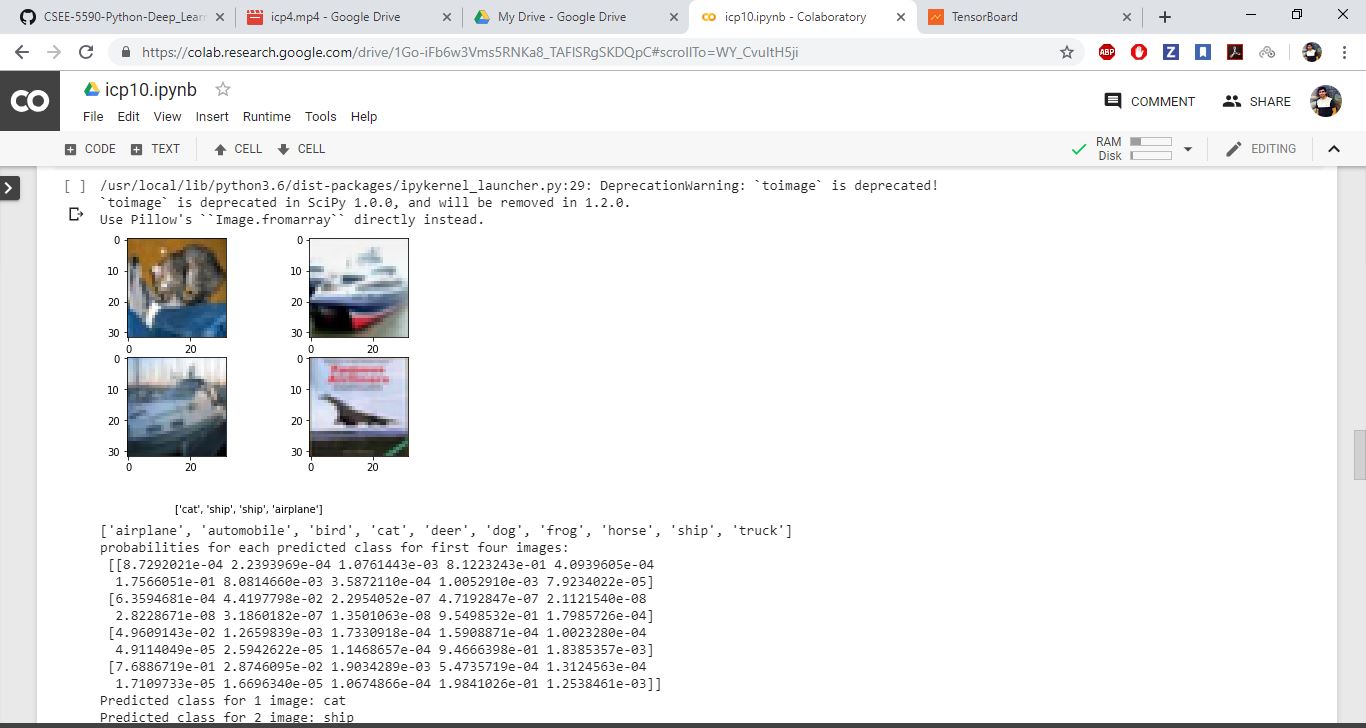 CSEE-5590-Python-Deep_Lear
icp4.mp4 - Google Drive
My Drive - Google Drive
icp10.ipynb - Colaboratory
TensorBoard
https://colab.research.google.com/drive/1Go-iFb6w3Vms5RNKa8_TAFlSRgSKDQpC#scrollTo=WY_CvuItH5ji
ABP
Z
CO
icp10.ipynb
File Edit View Insert Runtime Tools Help
COMMENT
SHARE
CODE TEXT CELL CELL
RAM
Disk
EDITING
[ ] /usr/local/lib/python3.6/dist-packages/ipykernel_launcher.py:29: DeprecationWarning: `toimage` is deprecated!
`toimage` is deprecated in SciPy 1.0.0, and will be removed in 1.2.0.
Use Pillow's ``Image.fromarray`` directly instead.
0 0
10 10
20 20
30 30
0 20 0 20
0 0
10 10
20 20
30 30
0 20 0 20
['cat', 'ship', 'ship', 'airplane']
['airplane', 'automobile', 'bird', 'cat', 'deer', 'dog', 'frog', 'horse', 'ship', 'truck']
probabilities for each predicted class for first four images:
[[8.7292021e-04 2.2393969e-04 1.0761443e-03 8.1223243e-01 4.0939605e-04
1.7566051e-01 8.0814660e-03 3.5872110e-04 1.0052910e-03 7.9234022e-05]
[6.3594681e-04 4.4197798e-02 2.2954052e-07 4.7192847e-07 2.1121540e-08
2.8228671e-08 3.1860182e-07 1.3501063e-08 9.5498532e-01 1.7985726e-04]
[4.9609143e-02 1.2659839e-03 1.7330918e-04 1.5908871e-04 1.0023280e-04
4.9114049e-05 2.5942622e-05 1.1468657e-04 9.4666398e-01 1.8385357e-03]
[7.6886719e-01 2.8746095e-02 1.9034289e-03 5.4735719e-04 1.3124563e-04
1.7109733e-05 1.6696340e-05 1.0674866e-04 1.9841026e-01 1.2538461e-03]]
Predicted class for 1 image: cat
Predicted class for 2 image: ship